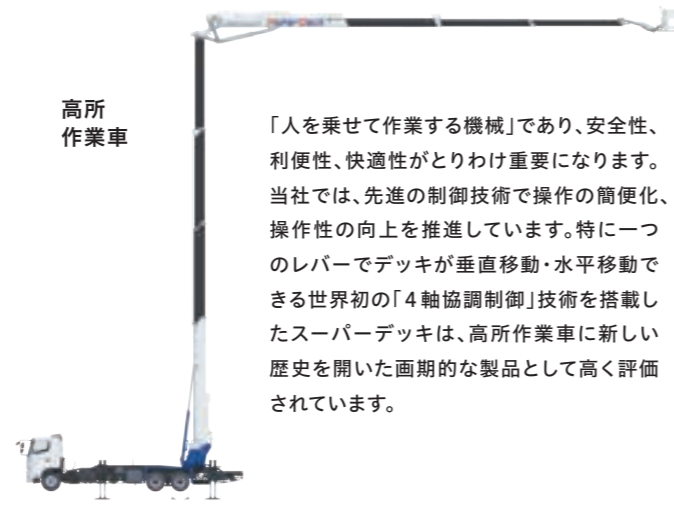 高所
作業車
「人を乗せて作業する機械」であり、安全性、
利便性、快適性がとりわけ重要になります。
当社では、先進の制御技術で操作の簡便化、
操作性の向上を推進しています。特に一つ
のレバーでデッキが垂直移動・水平移動で
きる世界初の「４軸協調制御」技術を搭載し
たスーパーデッキは、高所作業車に新しい
歴史を開いた画期的な製品として高く評価
されています。